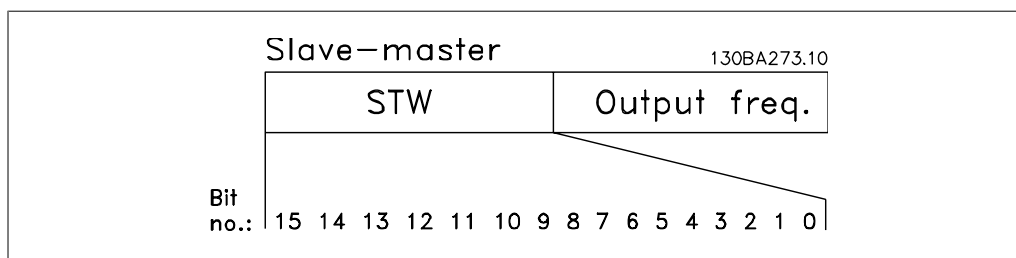 Slave-master
130BA273.10
STW
Output freq.
Bit
no.: 15 14 13 12 11 10 9 8 7 6 5 4 3 2 1 0